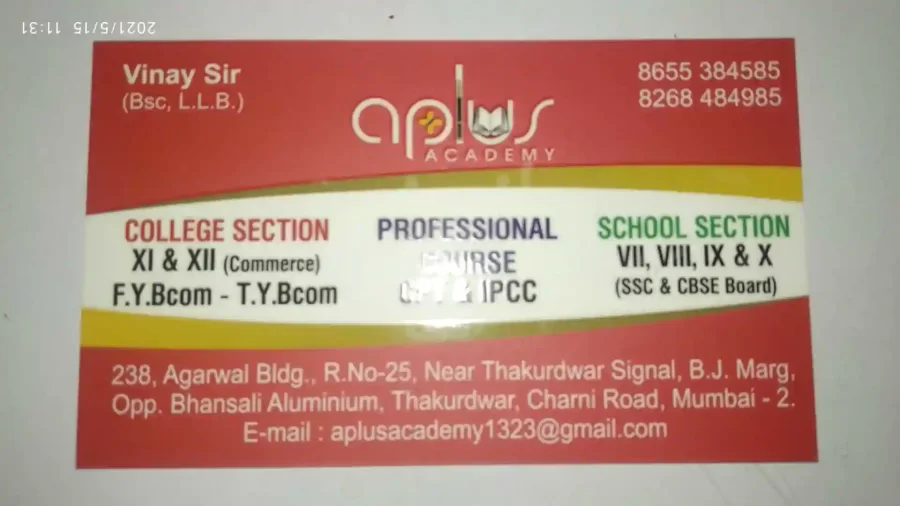 2021/5/15 11:31
Vinay Sir
(Bsc, L.L.B.)
aplus
ACADEMY
8655 384585
8268 484985
COLLEGE SECTION
XI & XII (Commerce)
F.Y.Bcom - T.Y.Bcom
PROFESSIONAL
COURSE
CPT & IPCC
SCHOOL SECTION
VII, VIII, IX & X
(SSC & CBSE Board)
238, Agarwal Bldg., R.No-25, Near Thakurdwar Signal, B.J. Marg,
Opp. Bhansali Aluminium, Thakurdwar, Charni Road, Mumbai - 2.
E-mail : aplusacademy1323@gmail.com